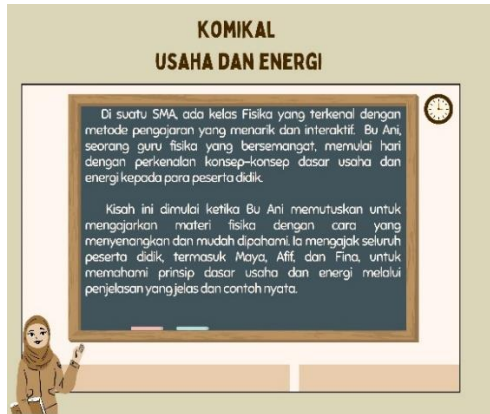 KOMIKAL
USAHA DAN ENERGI
Di suatu SMA, ada kelas Fisika yang terkenal dengan
metode pengajaran yang menarik dan interaktif. Bu Ani,
seorang guru fisika yang bersemangat, memulai hari
dengan perkenalan konsep-konsep dasar usaha dan
energi kepada para peserta didik.
Kisah ini dimulai ketika Bu Ani memutuskan untuk
mengajarkan materi fisika dengan cara yang
menyenangkan dan mudah dipahami. Ia mengajak seluruh
peserta didik, termasuk Maya, Afif, dan Fina, untuk
memahami prinsip dasar usaha dan energi melalui
penjelasan yang jelas dan contoh nyata.